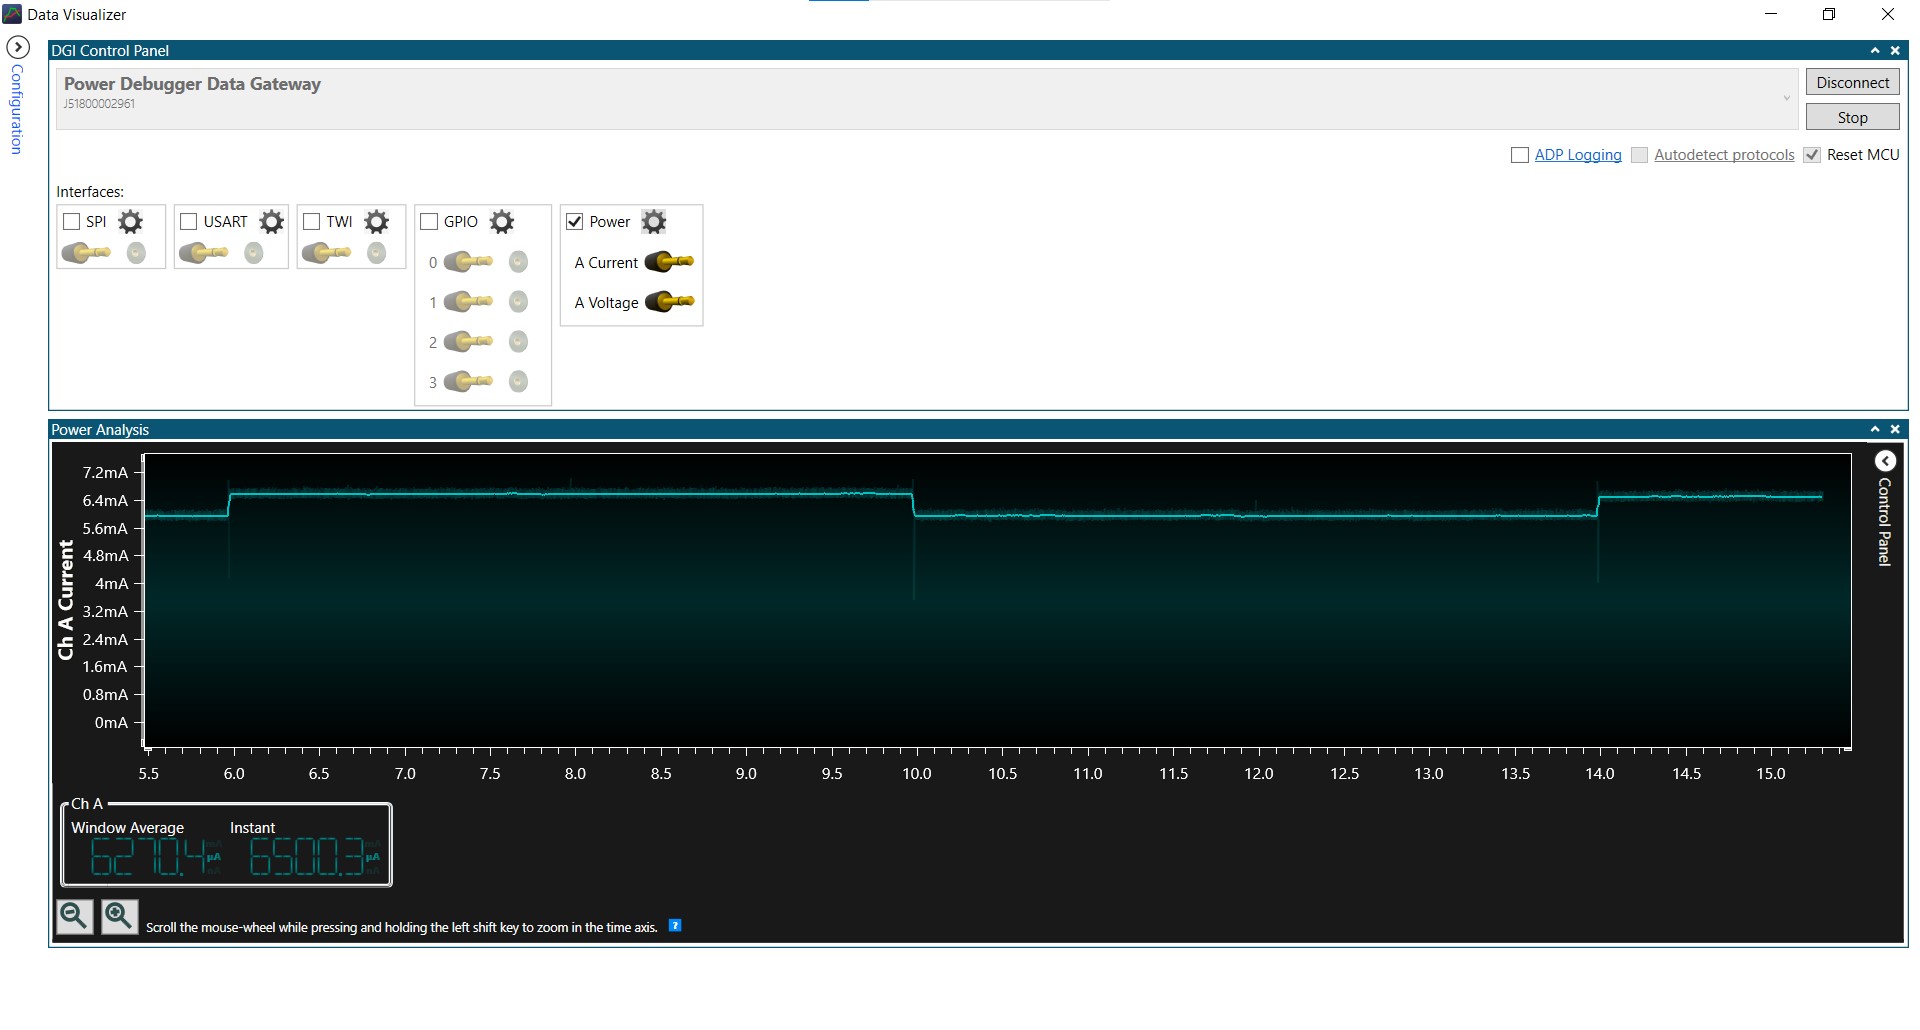 Data Visualizer
Configuration
DGI Control Panel
Power Debugger Data Gateway
J51800002961
Disconnect
Stop
ADP Logging Autodetect protocols Reset MCU
Interfaces:
SPI USART TWI GPIO Power
0 A Current
1 A Voltage
2
3
Power Analysis
Control Panel
Ch A Current
7.2mA
6.4mA
5.6mA
4.8mA
4mA
3.2mA
2.4mA
1.6mA
0.8mA
0mA
5.5 6.0 6.5 7.0 7.5 8.0 8.5 9.0 9.5 10.0 10.5 11.0 11.5 12.0 12.5 13.0 13.5 14.0 14.5 15.0
Ch A
Window Average Instant
6270.4 µA 6500.3 µA
Scroll the mouse-wheel while pressing and holding the left shift key to zoom in the time axis. ?